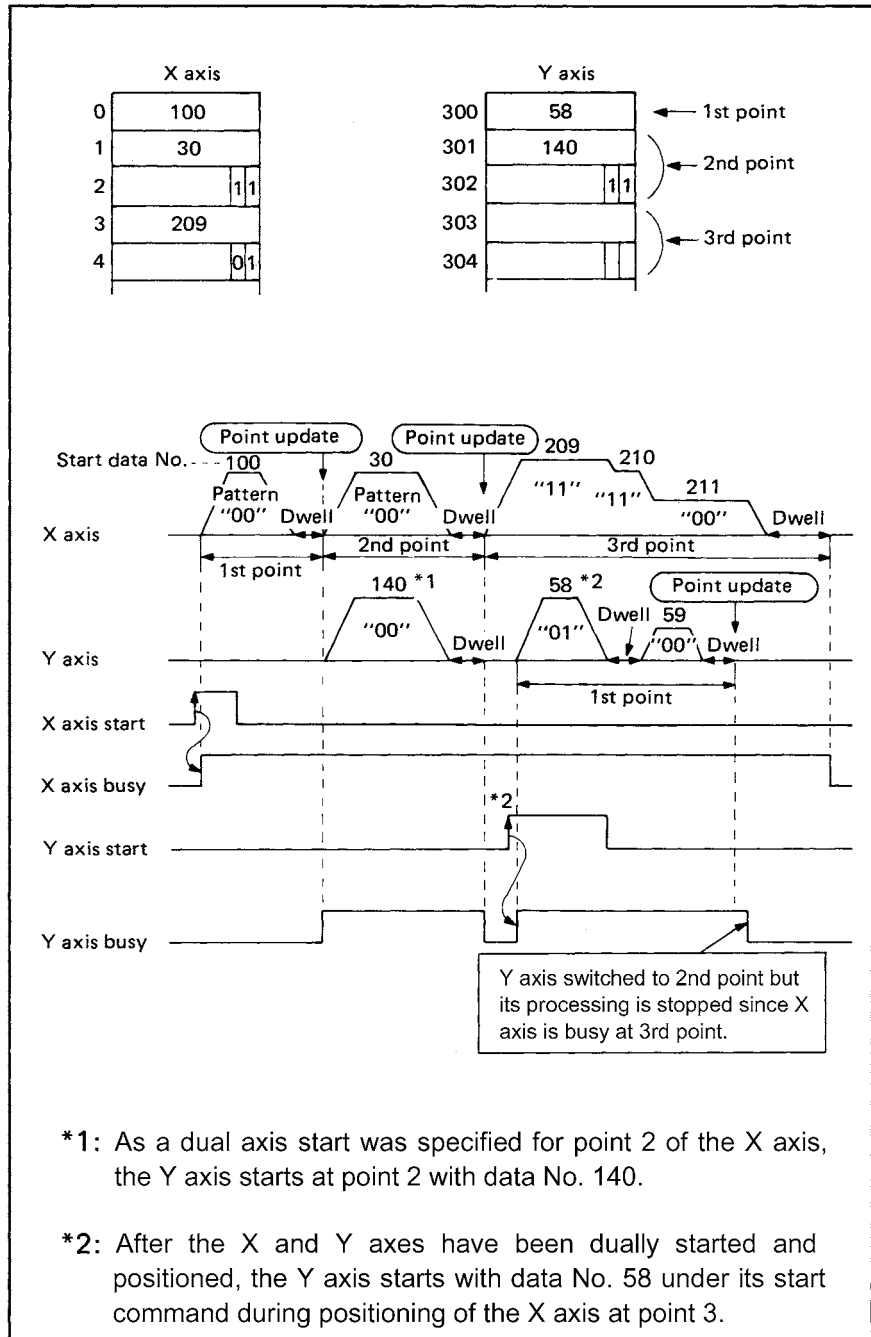 X axis
Y axis
0 100
1 30
2 1 1
3 209
4 0 1
300 58 1st point
301 140
302 1 1
2nd point
303
304
3rd point
Point update
Point update
Start data No. 100
30
209
210
211
Pattern
"00"
Pattern
"00"
"11"
"11"
"00"
Dwell
Dwell
Dwell
X axis
1st point
2nd point
3rd point
140 *1
58 *2
59
Point update
"00"
"01"
"00"
Dwell
Dwell
Dwell
Y axis
1st point
X axis start
X axis busy
*2
Y axis start
Y axis busy
Y axis switched to 2nd point but
its processing is stopped since X
axis is busy at 3rd point.
*1: As a dual axis start was specified for point 2 of the X axis,
the Y axis starts at point 2 with data No. 140.
*2: After the X and Y axes have been dually started and
positioned, the Y axis starts with data No. 58 under its start
command during positioning of the X axis at point 3.